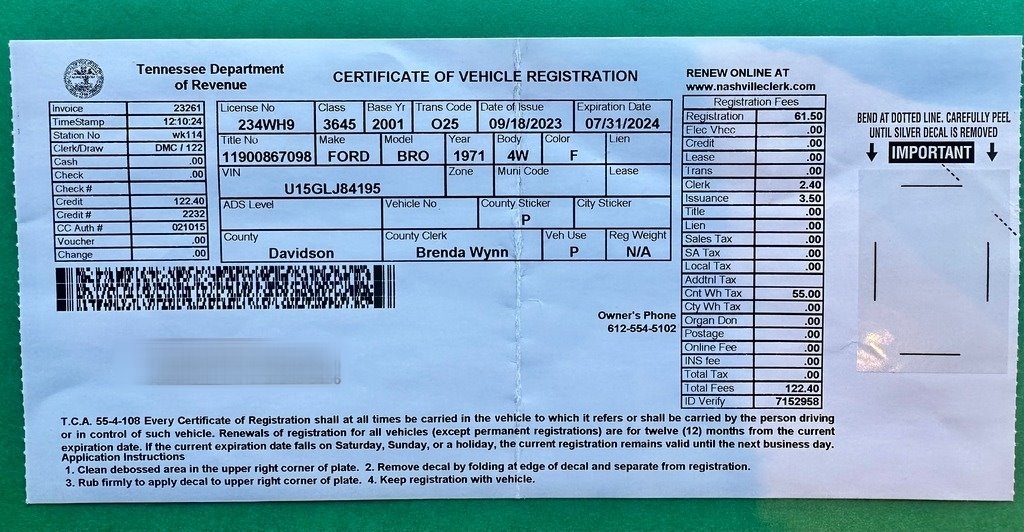 Tennessee Department
of Revenue
CERTIFICATE OF VEHICLE REGISTRATION
RENEW ONLINE AT
www.nashvilleclerk.com
Invoice 23261
TimeStamp 12:10:24
Station No wk114
Clerk/Draw DMC / 122
Cash .00
Check .00
Check #
Credit 122.40
Credit # 2232
CC Auth # 021015
Voucher .00
Change .00
License No Class Base Yr Trans Code Date of Issue Expiration Date
234WH9 3645 2001 O25 09/18/2023 07/31/2024
Title No Make Model Year Body Color Lien
11900867098 FORD BRO 1971 4W F
VIN Zone Muni Code Lease
U15GLJ84195
ADS Level Vehicle No County Sticker City Sticker
P
County County Clerk Veh Use Reg Weight
Davidson Brenda Wynn P N/A
Owner's Phone
612-554-5102
Registration Fees
Registration 61.50
Elec Vhec .00
Credit .00
Lease .00
Trans .00
Clerk 2.40
Issuance 3.50
Title .00
Lien .00
Sales Tax .00
SA Tax .00
Local Tax .00
Addtnl Tax
Cnt Wh Tax 55.00
Cty Wh Tax .00
Organ Don .00
Postage .00
Online Fee .00
INS fee .00
Total Tax .00
Total Fees 122.40
ID Verify 7152958
BEND AT DOTTED LINE. CAREFULLY PEEL
UNTIL SILVER DECAL IS REMOVED
IMPORTANT
T.C.A. 55-4-108 Every Certificate of Registration shall at all times be carried in the vehicle to which it refers or shall be carried by the person driving
or in control of such vehicle. Renewals of registration for all vehicles (except permanent registrations) are for twelve (12) months from the current
expiration date. If the current expiration date falls on Saturday, Sunday, or a holiday, the current registration remains valid until the next business day.
Application Instructions
1. Clean debossed area in the upper right corner of plate. 2. Remove decal by folding at edge of decal and separate from registration.
3. Rub firmly to apply decal to upper right corner of plate. 4. Keep registration with vehicle.